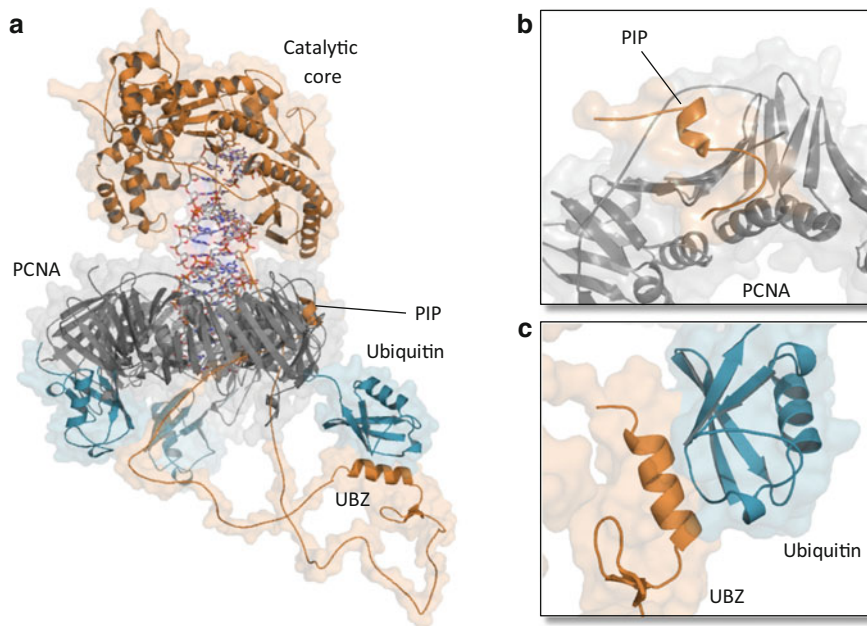 a
Catalytic
core
PCNA
PIP
Ubiquitin
UBZ
b
PIP
PCNA
c
Ubiquitin
UBZ